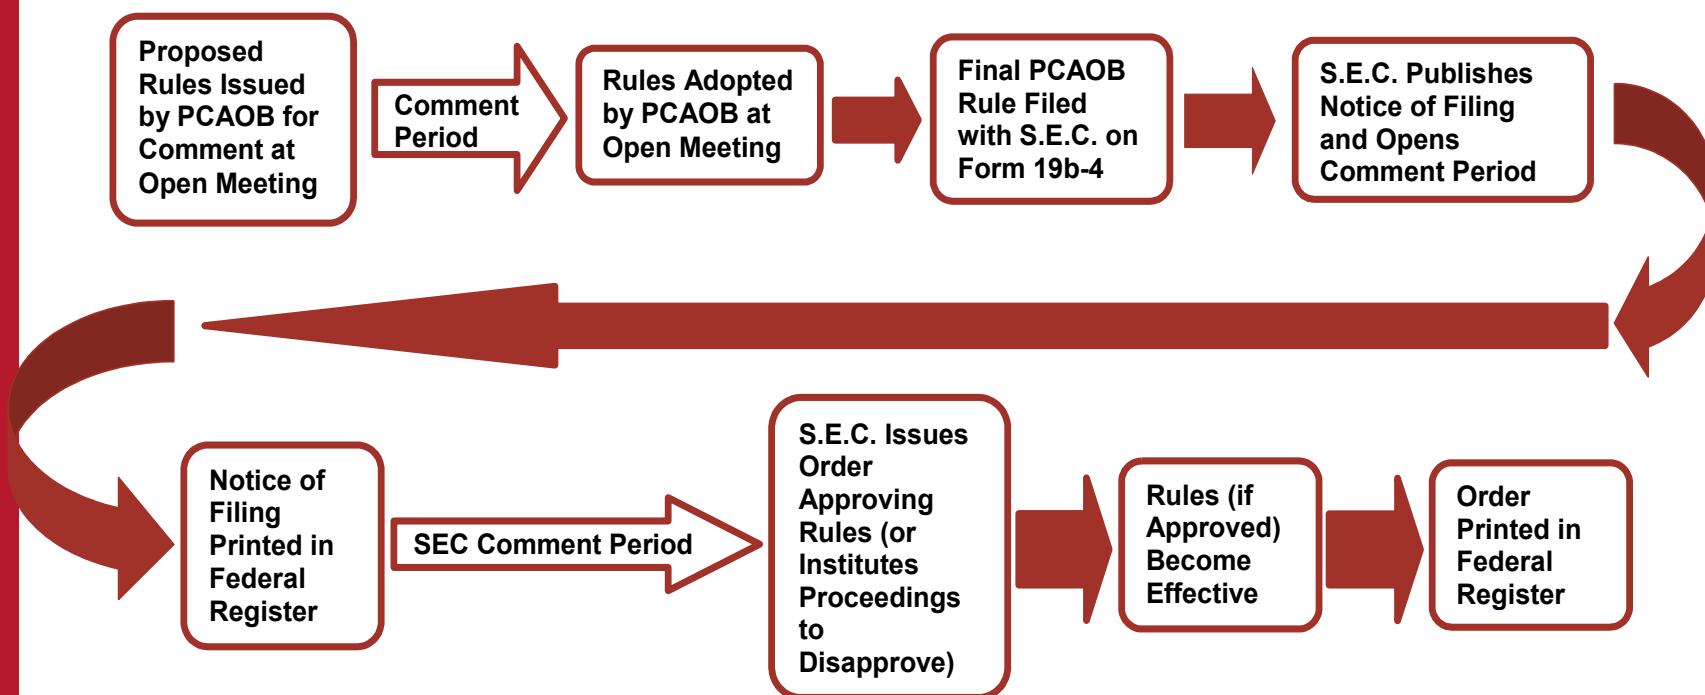 Proposed
Rules Issued
by PCAOB for
Comment at
Open Meeting
Comment
Period
Rules Adopted
by PCAOB at
Open Meeting
Final PCAOB
Rule Filed
with S.E.C. on
Form 19b-4
S.E.C. Publishes
Notice of Filing
and Opens
Comment Period
Notice of
Filing
Printed in
Federal
Register
SEC Comment Period
S.E.C. Issues
Order
Approving
Rules (or
Institutes
Proceedings
to
Disapprove)
Rules (if
Approved)
Become
Effective
Order
Printed in
Federal
Register